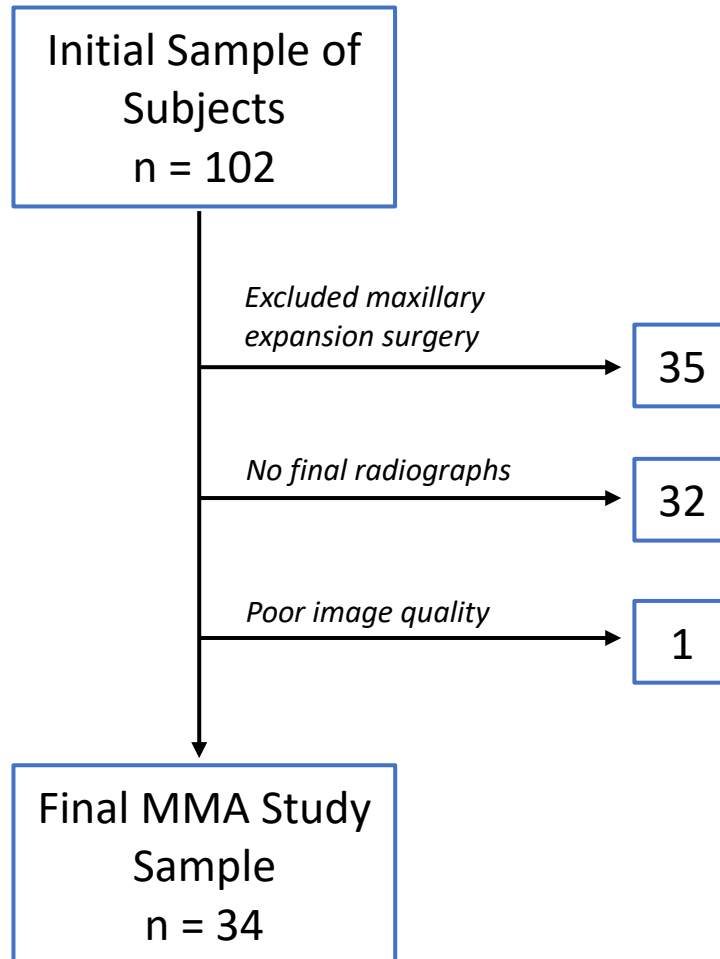 Initial Sample of
Subjects
n = 102
Excluded maxillary
expansion surgery
35
No final radiographs
32
Poor image quality
1
Final MMA Study
Sample
n = 34